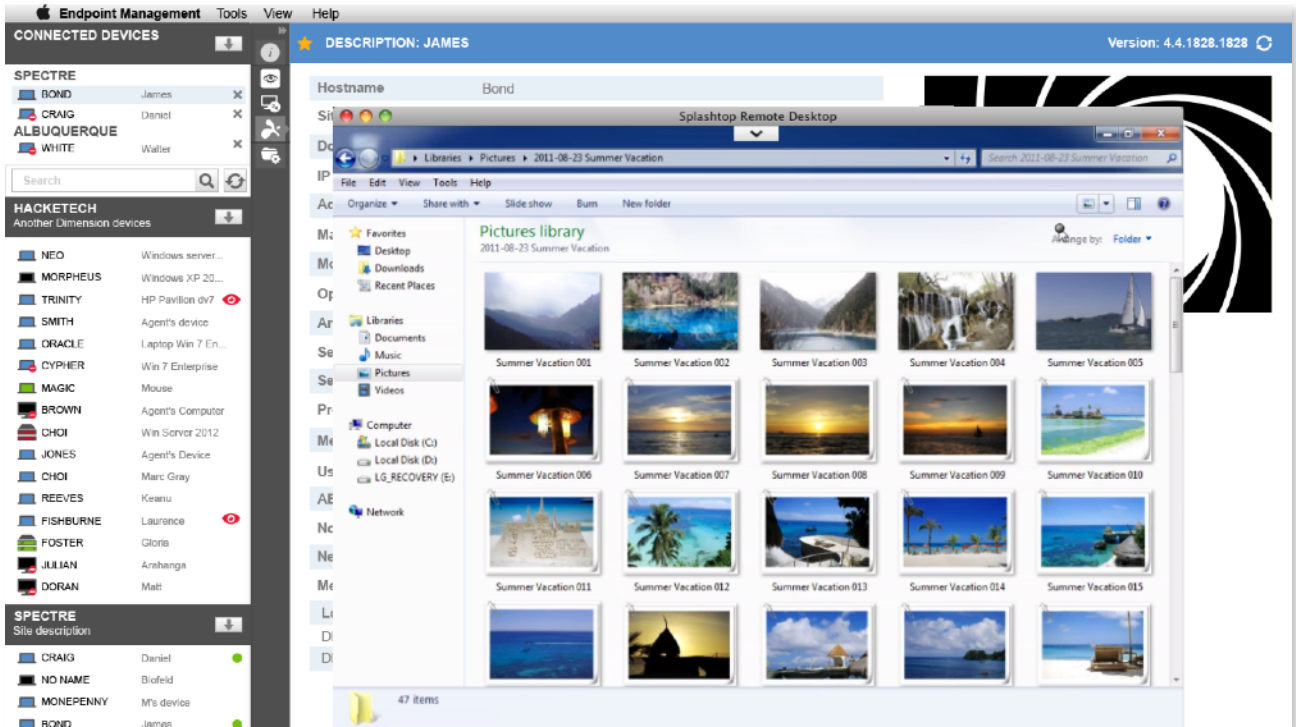 Endpoint Management Tools View Help
CONNECTED DEVICES
SPECTRE
BOND James
CRAIG Daniel
ALBUQUERQUE
WHITE Walter
Search
HACKETECH
Another Dimension devices
NEO Windows server...
MORPHEUS Windows XP 20...
TRINITY HP Pavilion dv7
SMITH Agent's device
ORACLE Laptop Win 7 En...
CYPHER Win 7 Enterprise
MAGIC Mouse
BROWN Agent's Computer
CHOI Win Server 2012
JONES Agent's Device
CHOI Marc Gray
REEVES Keanu
FISHBURNE Laurence
FOSTER Gloria
JULIAN Arahanga
DORAN Matt
SPECTRE
Site description
CRAIG Daniel
NO NAME Blofeld
MONEPENNY M's device
BOND James
DESCRIPTION: JAMES Version: 4.4.1828.1828
Hostname Bond
IP
Splashtop Remote Desktop
Libraries Pictures 2011-08-23 Summer Vacation
Search 2011-08-23 Summer Vacation
File Edit View Tools Help
Organize Share with Slide show Burn New folder
Favorites
Desktop
Downloads
Recent Places
Libraries
Documents
Music
Pictures
Videos
Computer
Local Disk (C:)
Local Disk (D:)
LG_RECOVERY (E:)
Network
Pictures library
2011-08-23 Summer Vacation
by: Folder
Summer Vacation 001 Summer Vacation 002 Summer Vacation 003 Summer Vacation 004 Summer Vacation 005
Summer Vacation 006 Summer Vacation 007 Summer Vacation 008 Summer Vacation 009 Summer Vacation 010
Summer Vacation 011 Summer Vacation 012 Summer Vacation 013 Summer Vacation 014 Summer Vacation 015
47 items